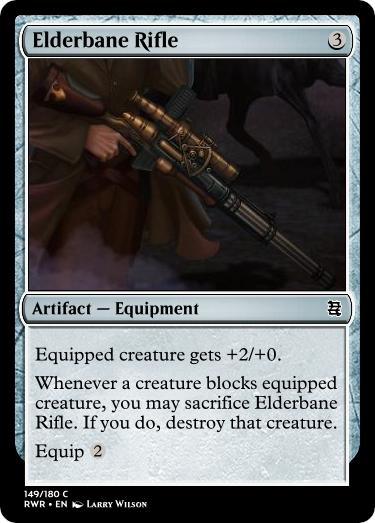 Elderbane Rifle 3
Artifact — Equipment
Equipped creature gets +2/+0.
Whenever a creature blocks equipped
creature, you may sacrifice Elderbane
Rifle. If you do, destroy that creature.
Equip 2
149/180 C
RWR • EN Larry Wilson